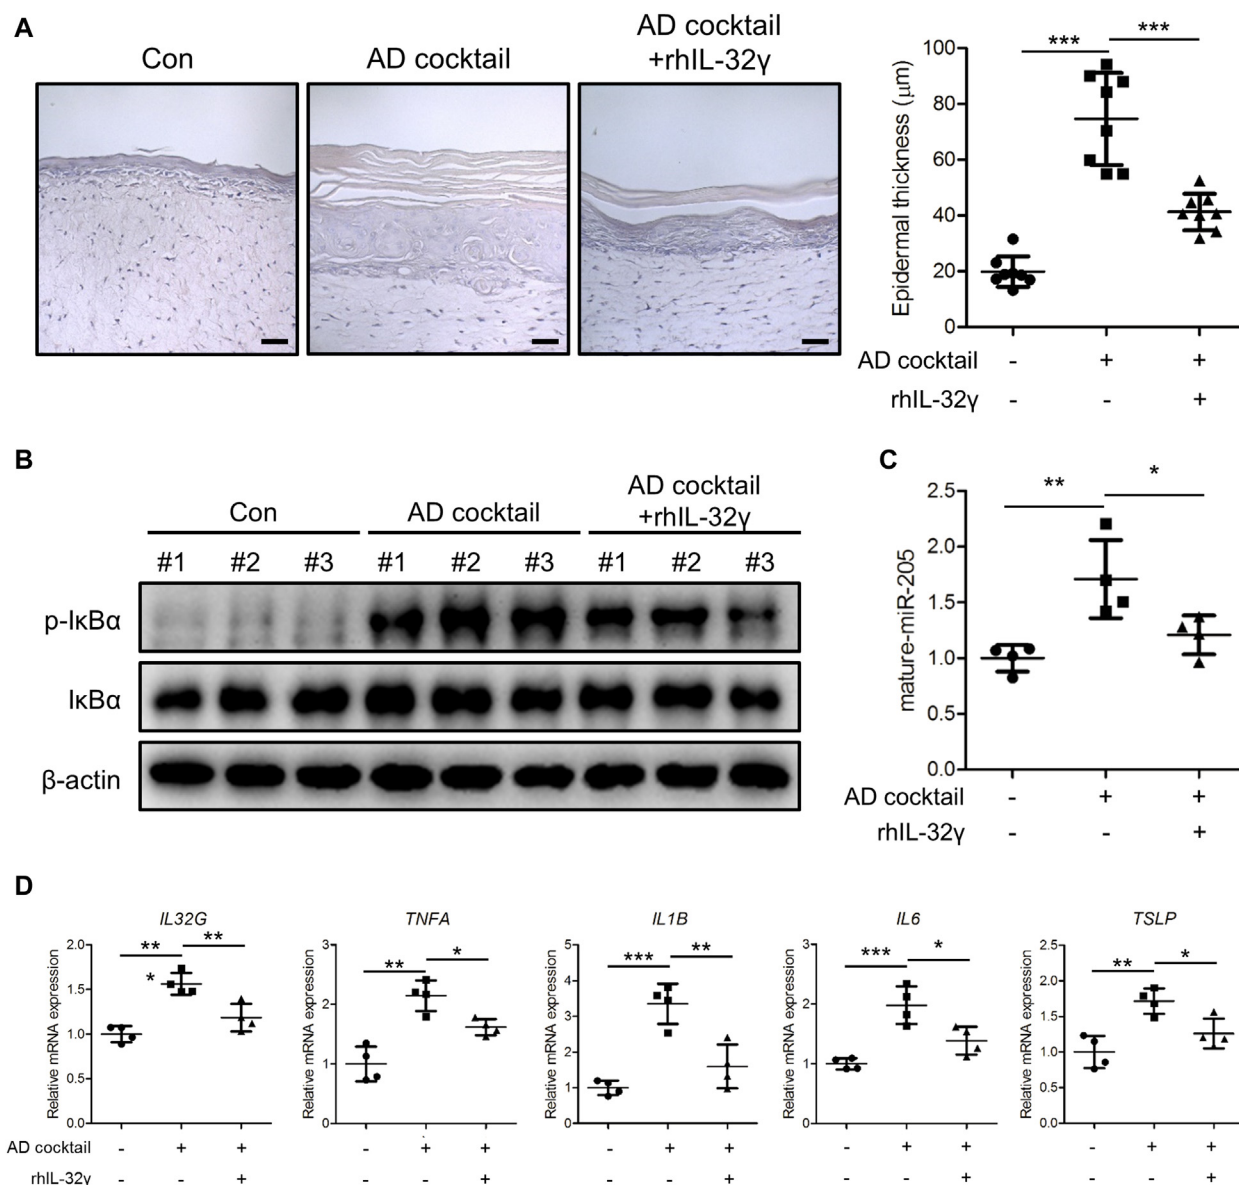 A
Con
AD cocktail
AD cocktail
+rhIL-32γ
Epidermal thickness (μm)
100
80
60
40
20
0
*** ***
AD cocktail - + +
rhIL-32γ - - +
B
Con
AD cocktail
AD cocktail
+rhIL-32γ
#1 #2 #3 #1 #2 #3 #1 #2 #3
p-IκBα
IκBα
β-actin
C
mature-miR-205
2.5
2.0
1.5
1.0
0.5
0.0
** *
AD cocktail - + +
rhIL-32γ - - +
D
IL32G
Relative mRNA expression
2.0
1.5
1.0
0.5
0.0
** **
*
TNFA
Relative mRNA expression
3
2
1
0
** *
IL1B
Relative mRNA expression
5
4
3
2
1
0
*** **
IL6
Relative mRNA expression
3
2
1
0
*** *
TSLP
Relative mRNA expression
2.5
2.0
1.5
1.0
0.5
0.0
** *
AD cocktail - + + - + + - + + - + + - + +
rhIL-32γ - - + - - + - - + - - + - - +